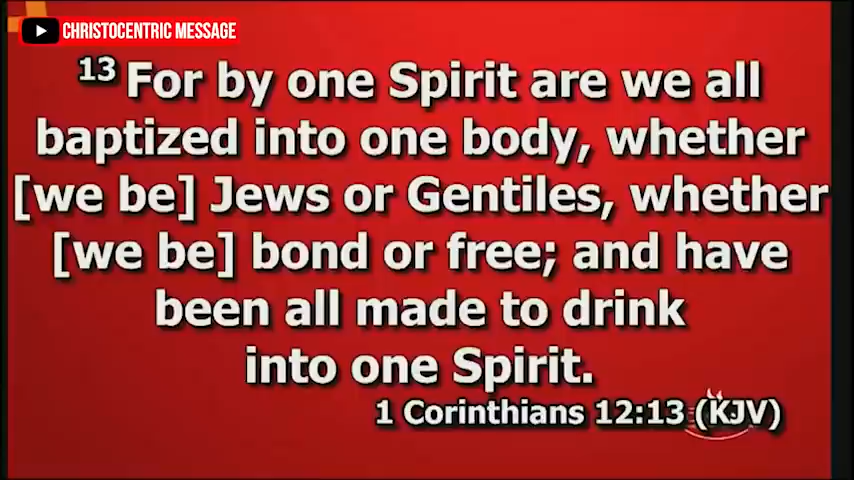 CHRISTOCENTRIC MESSAGE
13 For by one Spirit are we all
baptized into one body, whether
[we be] Jews or Gentiles, whether
[we be] bond or free; and have
been all made to drink
into one Spirit.
1 Corinthians 12:13 (KJV)